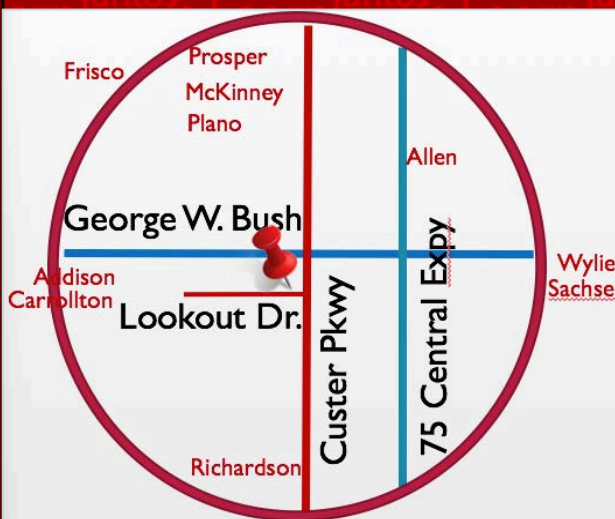 Frisco
Prosper
McKinney
Plano
Allen
George W. Bush
Addison
Carrollton
Wylie
Sachse
Lookout Dr.
Custer Pkwy
75 Central Expy
Richardson